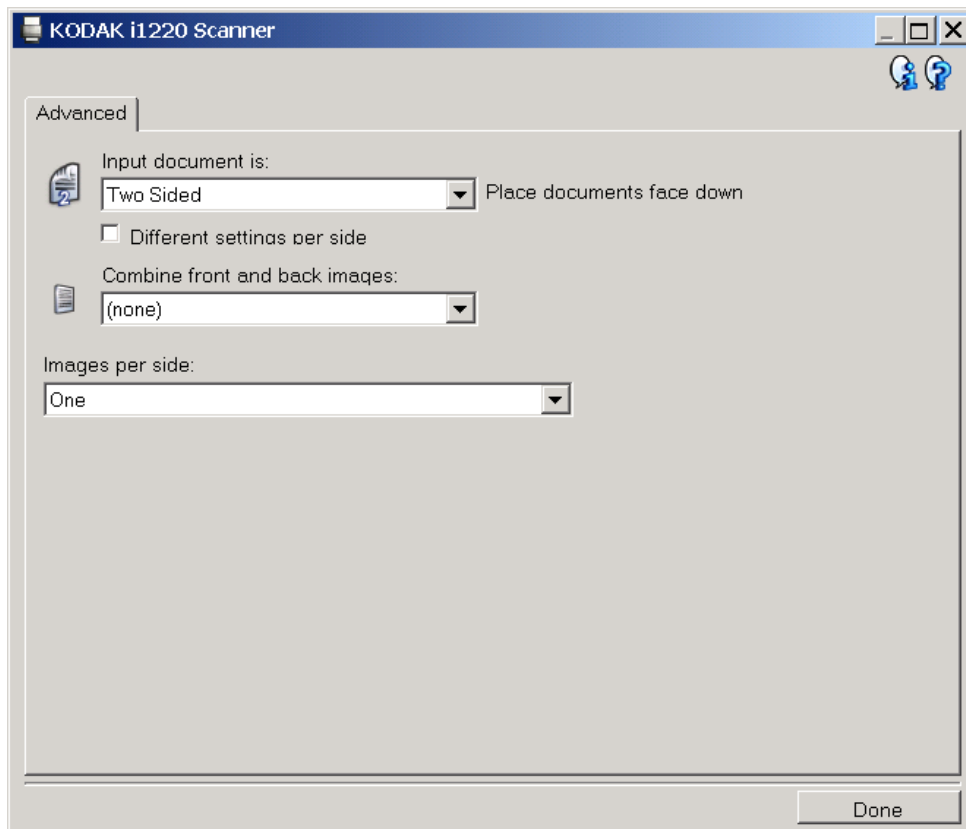 KODAK i1220 Scanner
Advanced
Input document is:
Two Sided
Place documents face down
Different settings per side
Combine front and back images:
(none)
Images per side:
One
Done